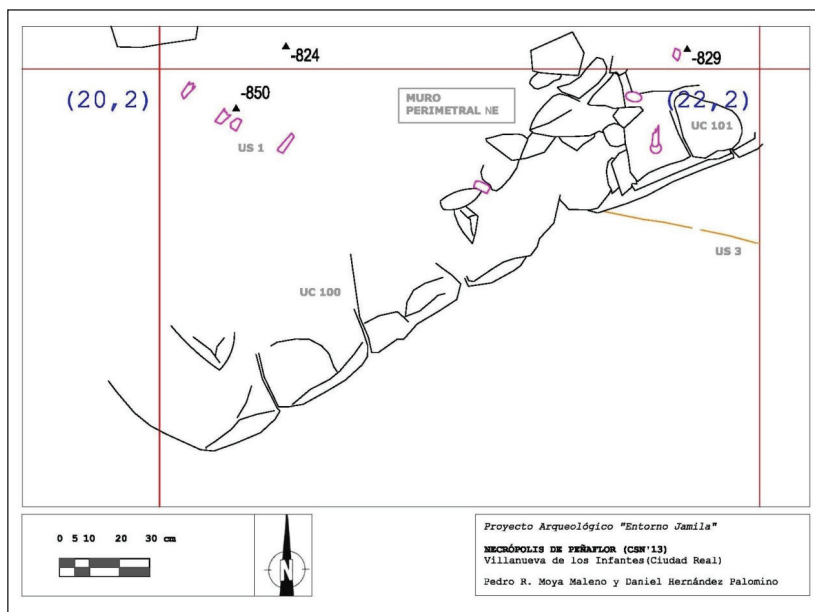 -824
-829
(20,2)
-850
MURO
PERIMETRAL NE
(22,2)
UC 101
US 1
US 3
UC 100
0 5 10 20 30 cm
N
Proyecto Arqueológico "Entorno Jamila"
NECRÓPOLIS DE PEÑAFLOR (CSN'13)
Villanueva de los Infantes(Ciudad Real)
Pedro R. Moya Maleno y Daniel Hernández Palomino